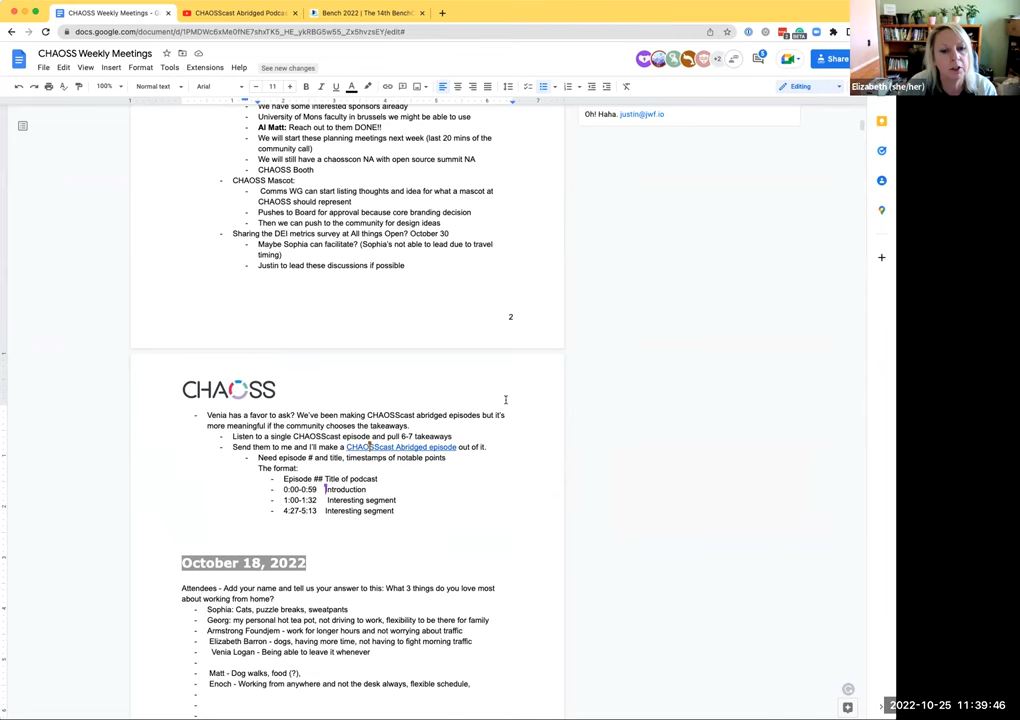 CHAOSS Weekly Meetings - G
CHAOSScast Abridged Podc
Bench 2022 | The 14th BenchC
docs.google.com/document/d/1PMDWc6xMe0fNE7shxTK5_HE_ykRBG5w55_Zx5hvzsEY/edit#
CHAOSS Weekly Meetings
File Edit View Insert Format Tools Extensions Help See new changes
+2
Share
100%
Normal text
Arial
11
Editing
Elizabeth (she/her)
We have some interested sponsors already
- University of Mons faculty in brussels we might be able to use
- AI Matt: Reach out to them DONE!!
- We will start these planning meetings next week (last 20 mins of the
community call)
- We will still have a chaosscon NA with open source summit NA
- CHAOSS Booth
- CHAOSS Mascot:
- Comms WG can start listing thoughts and idea for what a mascot at
CHAOSS should represent
- Pushes to Board for approval because core branding decision
- Then we can push to the community for design ideas
- Sharing the DEI metrics survey at All things Open? October 30
- Maybe Sophia can facilitate? (Sophia's not able to lead due to travel
timing)
- Justin to lead these discussions if possible
2
Oh! Haha. justin@jwf.io
CHAOSS
- Venia has a favor to ask? We've been making CHAOSScast abridged episodes but it's
more meaningful if the community chooses the takeaways.
- Listen to a single CHAOSScast episode and pull 6-7 takeaways
- Send them to me and I'll make a CHAOSScast Abridged episode out of it.
- Need episode # and title, timestamps of notable points
The format:
- Episode ## Title of podcast
- 0:00-0:59 Introduction
- 1:00-1:32 Interesting segment
- 4:27-5:13 Interesting segment
October 18, 2022
Attendees - Add your name and tell us your answer to this: What 3 things do you love most
about working from home?
- Sophia: Cats, puzzle breaks, sweatpants
- Georg: my personal hot tea pot, not driving to work, flexibility to be there for family
- Armstrong Foundjem - work for longer hours and not worrying about traffic
- Elizabeth Barron - dogs, having more time, not having to fight morning traffic
- Venia Logan - Being able to leave it whenever
-
- Matt - Dog walks, food (?),
- Enoch - Working from anywhere and not the desk always, flexible schedule,
-
-
2022-10-25 11:39:46